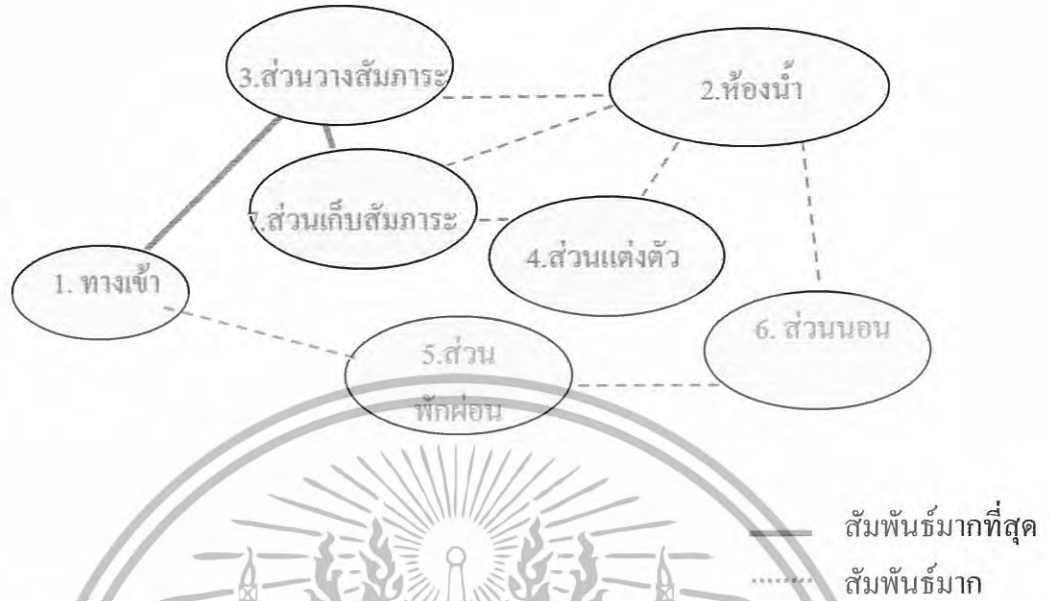 3.ส่วนวางสัมภาระ
2.ห้องน้ำ
7.ส่วนเก็บสัมภาระ
4.ส่วนแต่งตัว
1. ทางเข้า
6. ส่วนนอน
5.ส่วน
พักผ่อน
สัมพันธ์มากที่สุด
สัมพันธ์มาก